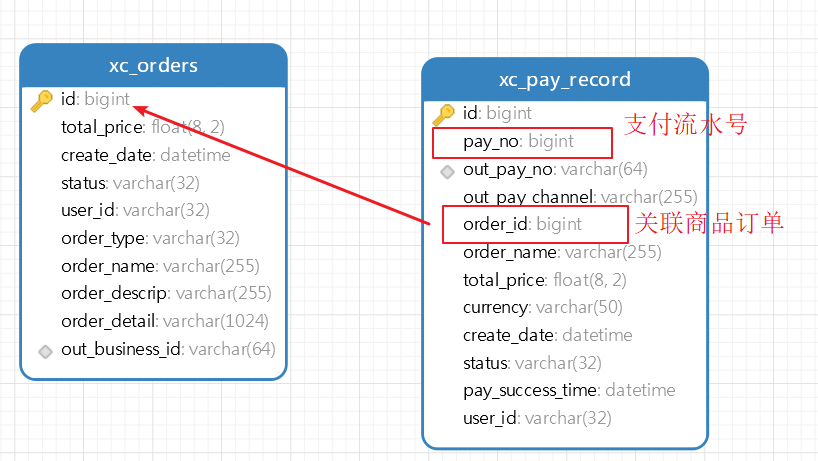 xc_orders
id: bigint
total_price: float(8, 2)
create_date: datetime
status: varchar(32)
user_id: varchar(32)
order_type: varchar(32)
order_name: varchar(255)
order_descrip: varchar(255)
order_detail: varchar(1024)
out_business_id: varchar(64)
xc_pay_record
id: bigint
pay_no: bigint
支付流水号
out_pay_no: varchar(64)
out_pay_channel: varchar(255)
order_id: bigint
关联商品订单
order_name: varchar(255)
total_price: float(8, 2)
currency: varchar(50)
create_date: datetime
status: varchar(32)
pay_success_time: datetime
user_id: varchar(32)